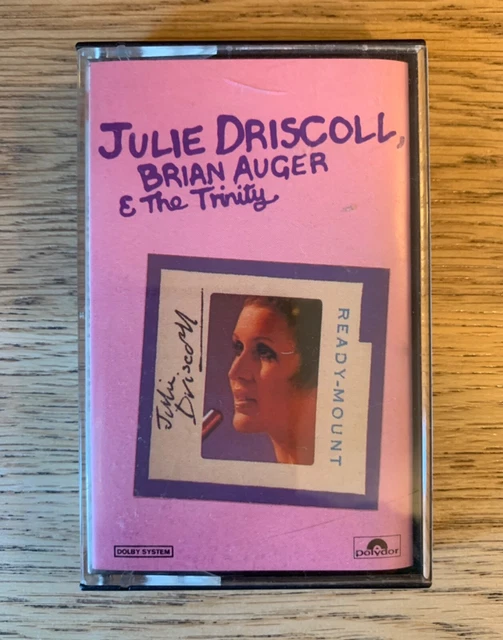 JULIE DRISCOLL,
BRIAN AUGER
& The Trinity
Julie
Driscoll
READY-MOUNT
DOLBY SYSTEM
polydor